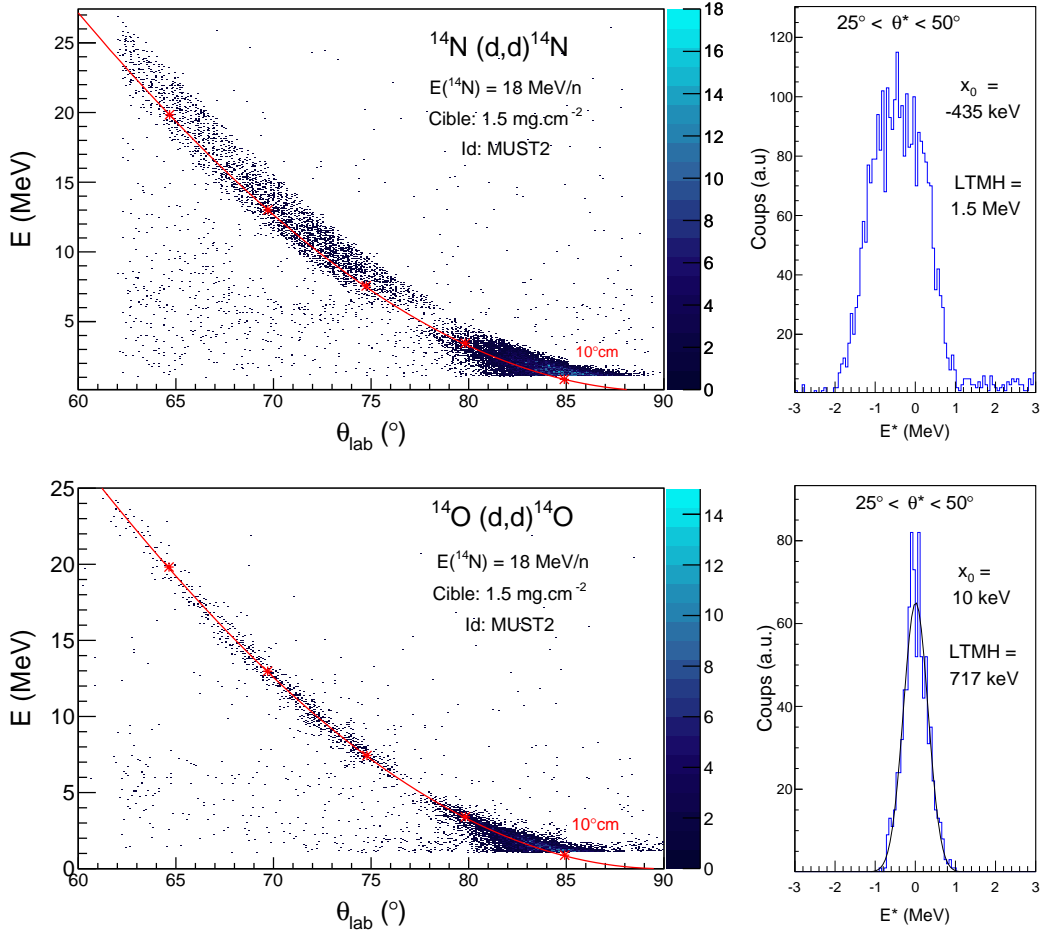 ¹⁴N (d,d)¹⁴N
E(¹⁴N) = 18 MeV/n
Cible: 1.5 mg.cm⁻²
Id: MUST2
10°cm
E (MeV)
25
20
15
10
5
60 65 70 75 80 85 90
θlab (°)
18
16
14
12
10
8
6
4
2
0
25° < θ* < 50°
x₀ =
-435 keV
LTMH =
1.5 MeV
Coups (a.u)
120
100
80
60
40
20
-3 -2 -1 0 1 2 3
E* (MeV)
¹⁴O (d,d)¹⁴O
E(¹⁴N) = 18 MeV/n
Cible: 1.5 mg.cm⁻²
Id: MUST2
10°cm
E (MeV)
25
20
15
10
5
0
60 65 70 75 80 85 90
θlab (°)
14
12
10
8
6
4
2
0
25° < θ* < 50°
x₀ =
10 keV
LTMH =
717 keV
Coups (a.u.)
80
60
40
20
0
-3 -2 -1 0 1 2 3
E* (MeV)